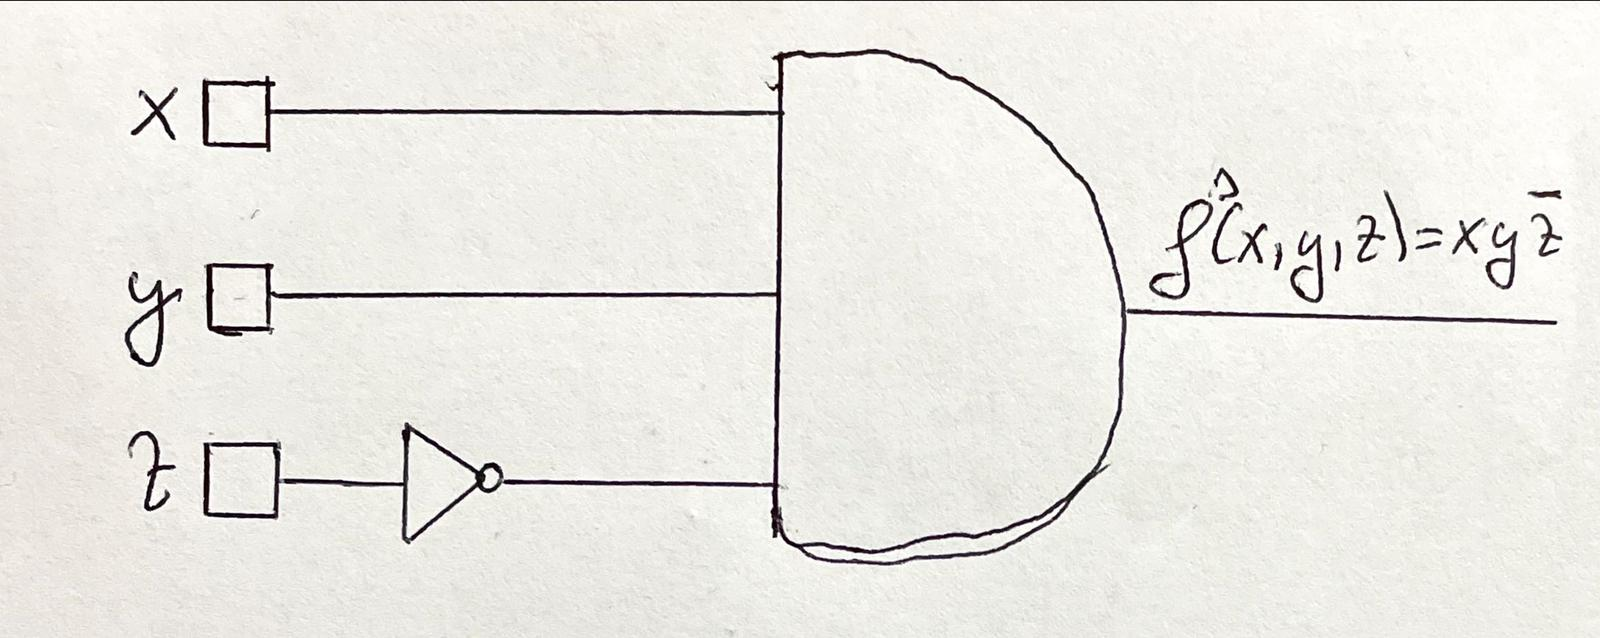 x
y
z
f̂(x,y,z)=xyz̄